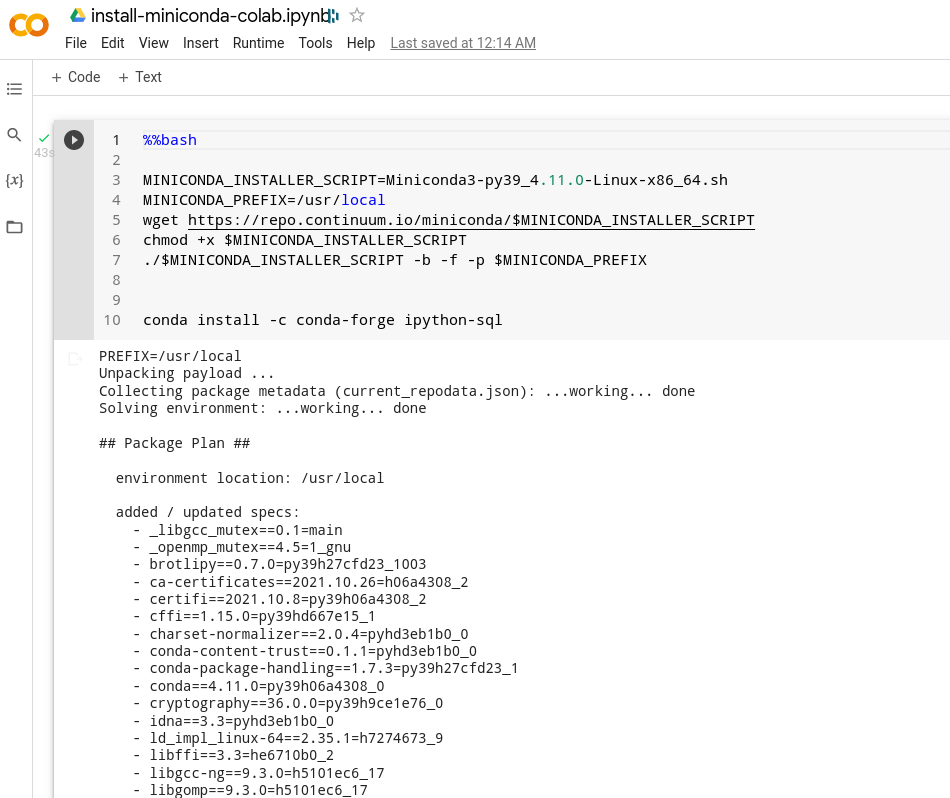 install-miniconda-colab.ipynb
File Edit View Insert Runtime Tools Help Last saved at 12:14 AM
+ Code + Text
{x}
43s
1 %%bash
2
3 MINICONDA_INSTALLER_SCRIPT=Miniconda3-py39_4.11.0-Linux-x86_64.sh
4 MINICONDA_PREFIX=/usr/local
5 wget https://repo.continuum.io/miniconda/$MINICONDA_INSTALLER_SCRIPT
6 chmod +x $MINICONDA_INSTALLER_SCRIPT
7 ./$MINICONDA_INSTALLER_SCRIPT -b -f -p $MINICONDA_PREFIX
8
9
10 conda install -c conda-forge ipython-sql
PREFIX=/usr/local
Unpacking payload ...
Collecting package metadata (current_repodata.json): ...working... done
Solving environment: ...working... done
## Package Plan ##
environment location: /usr/local
added / updated specs:
- _libgcc_mutex==0.1=main
- _openmp_mutex==4.5=1_gnu
- brotlipy==0.7.0=py39h27cfd23_1003
- ca-certificates==2021.10.26=h06a4308_2
- certifi==2021.10.8=py39h06a4308_2
- cffi==1.15.0=py39hd667e15_1
- charset-normalizer==2.0.4=pyhd3eb1b0_0
- conda-content-trust==0.1.1=pyhd3eb1b0_0
- conda-package-handling==1.7.3=py39h27cfd23_1
- conda==4.11.0=py39h06a4308_0
- cryptography==36.0.0=py39h9ce1e76_0
- idna==3.3=pyhd3eb1b0_0
- ld_impl_linux-64==2.35.1=h7274673_9
- libffi==3.3=he6710b0_2
- libgcc-ng==9.3.0=h5101ec6_17
- libgomp==9.3.0=h5101ec6_17